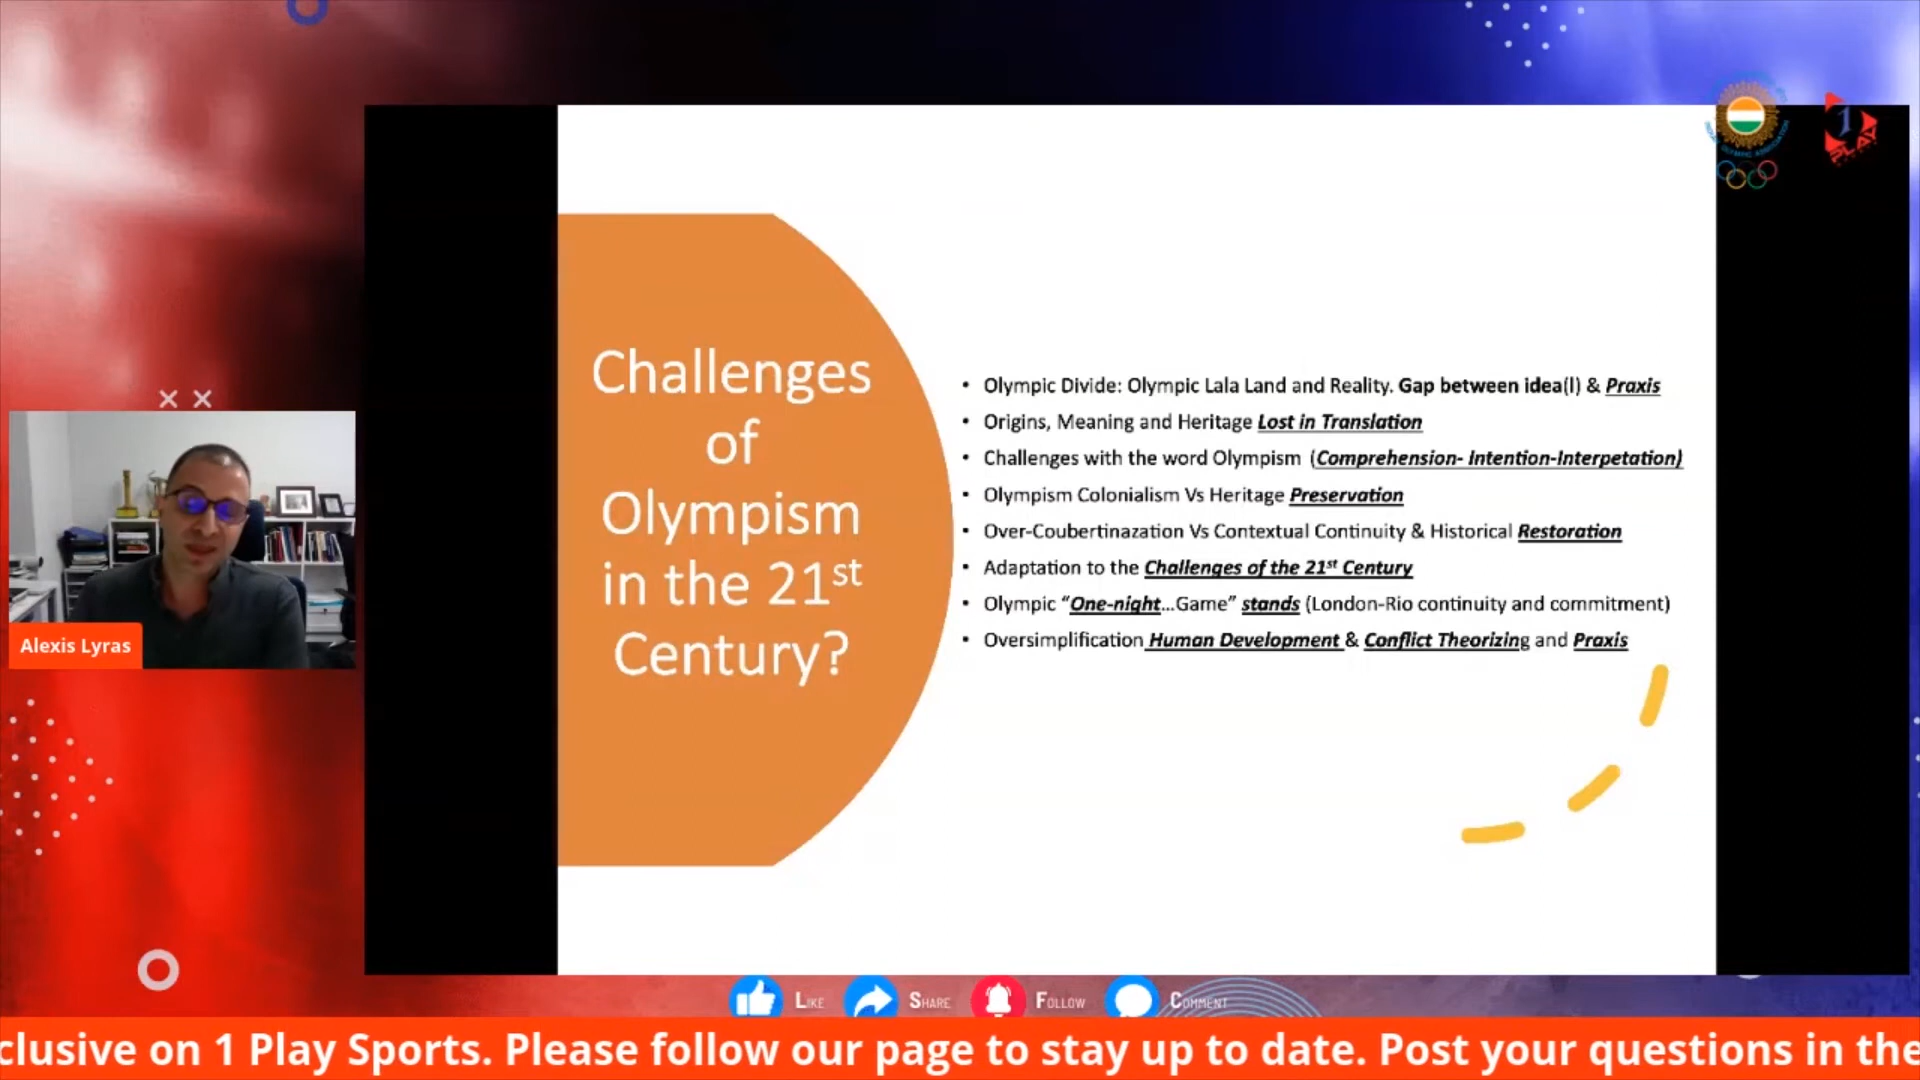 Challenges
of
Olympism
in the 21st
Century?
• Olympic Divide: Olympic Lala Land and Reality. Gap between idea(l) & Praxis
• Origins, Meaning and Heritage Lost in Translation
• Challenges with the word Olympism (Comprehension- Intention-Interpetation)
• Olympism Colonialism Vs Heritage Preservation
• Over-Coubertinazation Vs Contextual Continuity & Historical Restoration
• Adaptation to the Challenges of the 21st Century
• Olympic “One-night...Game” stands (London-Rio continuity and commitment)
• Oversimplification Human Development & Conflict Theorizing and Praxis
1
PLAY
Alexis Lyras
LIKE
SHARE
FOLLOW
COMMENT
clusive on 1 Play Sports. Please follow our page to stay up to date. Post your questions in the